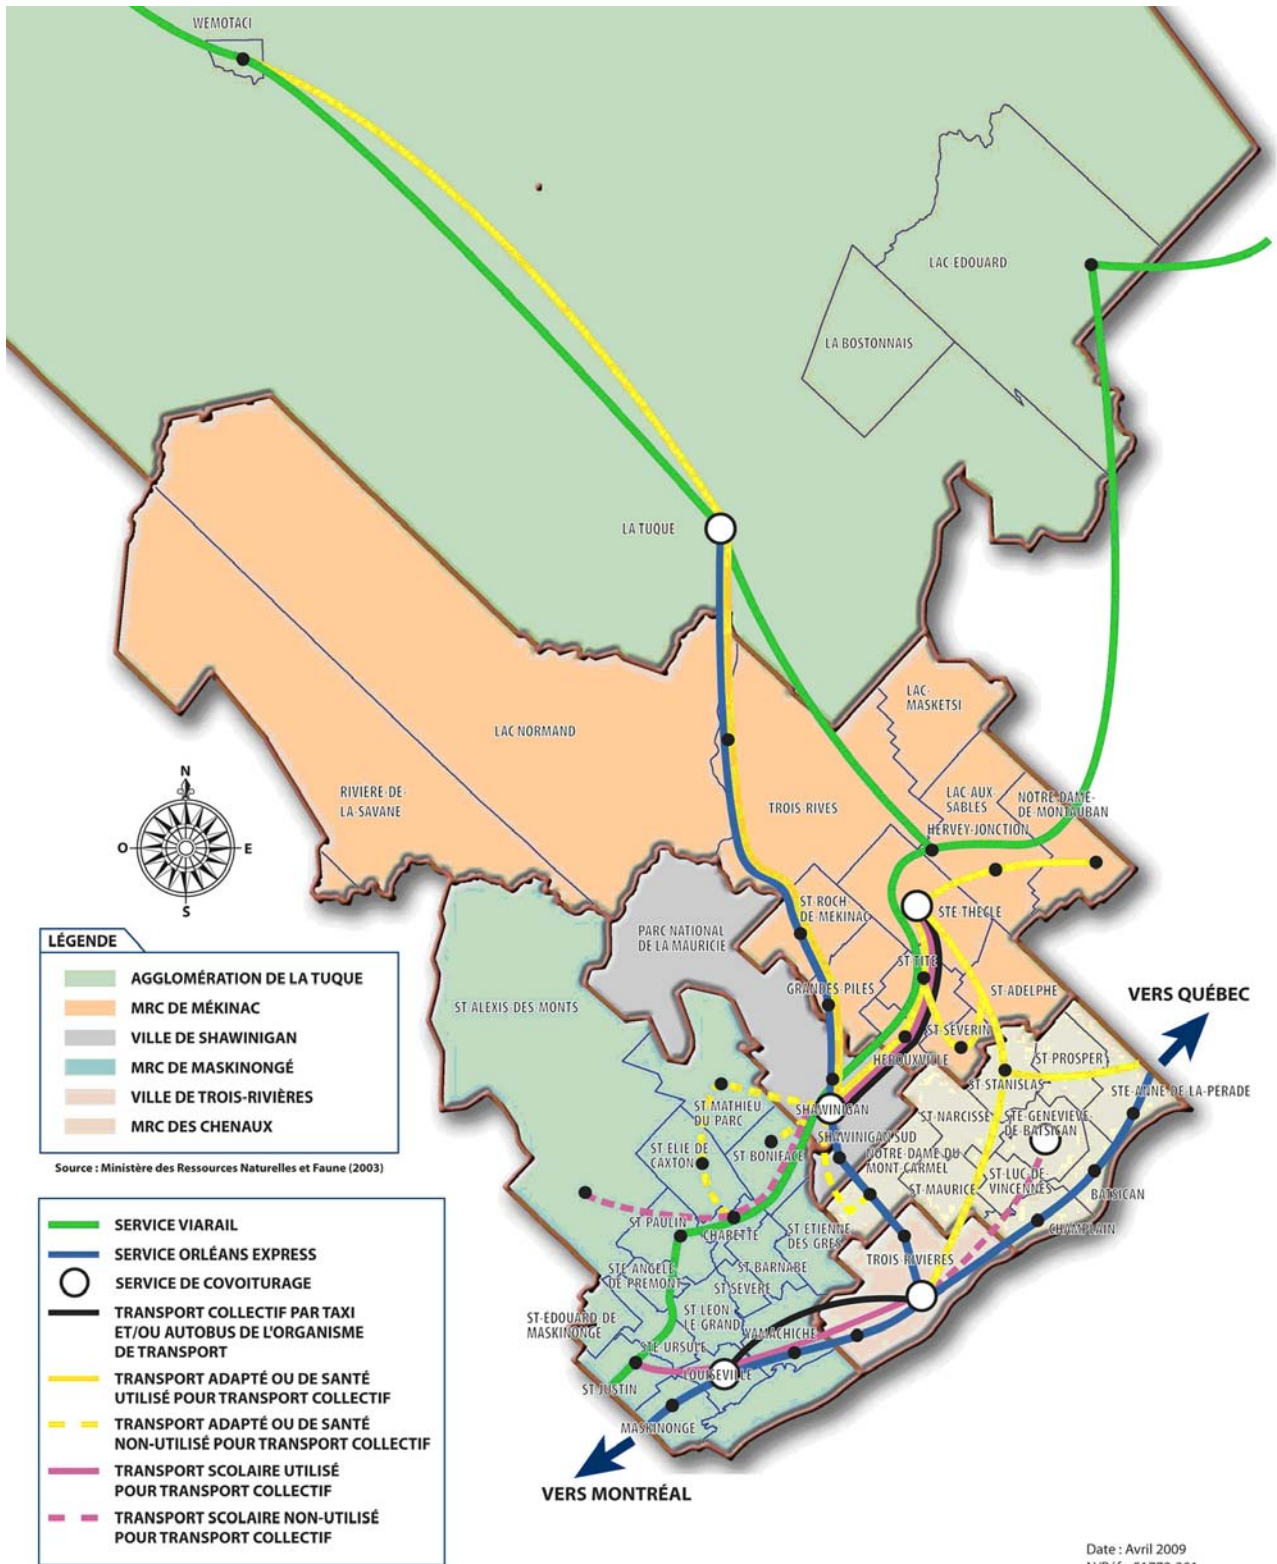 WEMOTACI
LAC-EDOUARD
LA BOSTONNAIS
LA TUQUE
LAC-
MASKETSI
LAC NORMAND
RIVIÈRE-DE-
LA-SAVANE
TROIS-RIVES
LAC-AUX-
SABLES
NOTRE-DAME-
DE-MONTAUBAN
HERVEY-JONCTION
N
O
E
S
ST-ROCH-
DE-MÉKINAC
STE-THÈCLE
PARC NATIONAL
DE LA MAURICIE
ST-TITE
GRANDES-PILES
ST-ADELPHE
ST-ALEXIS-DES-MONTS
VERS QUÉBEC
ST-SÉVERIN
HÉROUXVILLE
ST-PROSPER
ST-STANISLAS
STE-ANNE-DE-LA-PÉRADE
ST-MATHIEU
DU PARC
SHAWINIGAN
ST-NARCISSE
STE-GENEVIÈVE-
DE-BATSICAN
SHAWINIGAN SUD
ST-ELIE DE
CAXTON
ST-BONIFACE
NOTRE-DAME DU
MONT CARMEL
ST-LUC-DE-
VINCENNES
ST-MAURICE
BATSICAN
CHAMPLAIN
ST-PAULIN
CHARETTE
ST-ETIENNE
DES GRES
TROIS-RIVIÈRES
STE-ANGÈLE-
DE-PREMONT
ST-BARNABE
ST-SEVERE
ST-LEON
LE GRAND
ST-EDOUARD-DE
MASKINONGE
YAMACHICHE
STE-URSULE
LOUISEVILLE
ST-JUSTIN
MASKINONGE
VERS MONTRÉAL
LÉGENDE
AGGLOMÉRATION DE LA TUQUE
MRC DE MÉKINAC
VILLE DE SHAWINIGAN
MRC DE MASKINONGÉ
VILLE DE TROIS-RIVIÈRES
MRC DES CHENAUX
Source : Ministère des Ressources Naturelles et Faune (2003)
SERVICE VIARAIL
SERVICE ORLÉANS EXPRESS
SERVICE DE COVOITURAGE
TRANSPORT COLLECTIF PAR TAXI
ET/OU AUTOBUS DE L'ORGANISME
DE TRANSPORT
TRANSPORT ADAPTÉ OU DE SANTÉ
UTILISÉ POUR TRANSPORT COLLECTIF
TRANSPORT ADAPTÉ OU DE SANTÉ
NON-UTILISÉ POUR TRANSPORT COLLECTIF
TRANSPORT SCOLAIRE UTILISÉ
POUR TRANSPORT COLLECTIF
TRANSPORT SCOLAIRE NON-UTILISÉ
POUR TRANSPORT COLLECTIF
Date : Avril 2009